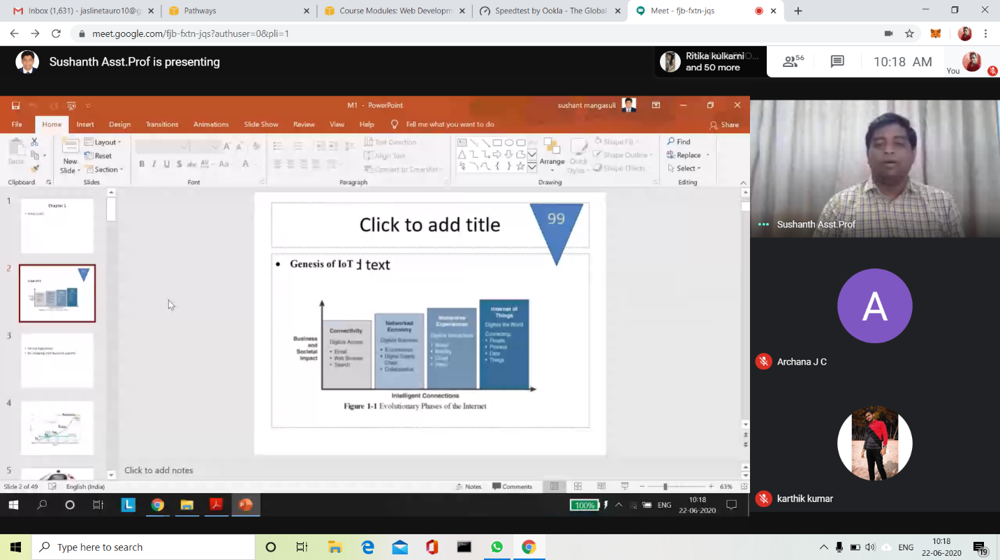 Inbox (1,631) - jaslinetauro10@g
Pathways
Course Modules: Web Developm
Speedtest by Ookla - The Global
Meet - fjb-fxtn-jqs
meet.google.com/fjb-fxtn-jqs?authuser=0&pli=1
Sushanth Asst.Prof is presenting
Ritika kulkarni
and 50 more
56
10:18 AM
You
M1 - PowerPoint
sushant mangasuli
File Home Insert Design Transitions Animations Slide Show Review View Help Tell me what you want to do
Share
Paste
New
Slide
Layout
Reset
Section
B I U S abc AV Aa A
Text Direction
Align Text
Convert to SmartArt
Arrange
Quick
Styles
Shape Fill
Shape Outline
Shape Effects
Find
Replace
Select
Clipboard Slides Font Paragraph Drawing Editing
1
Chapter 1
2
3
4
5
Click to add title
99
• Genesis of IoT d text
Business
and
Societal
Impact
Connectivity
Digitize Access
• Email
• Web Browser
• Search
Networked
Economy
Digitize Business
• E-commerce
• Digital Supply
Chain
• Collaboration
Immersive
Experiences
Digitize Interactions
• Social
• Mobility
• Cloud
• Video
Internet of
Things
Digitize the World
Connecting:
• People
• Process
• Data
• Things
Intelligent Connections
Figure 1-1 Evolutionary Phases of the Internet
Click to add notes
Slide 2 of 49 English (India) Notes Comments 63%
100% ENG 10:18
22-06-2020
Sushanth Asst.Prof
A
Archana J C
karthik kumar
Type here to search
ENG
10:18
22-06-2020
19